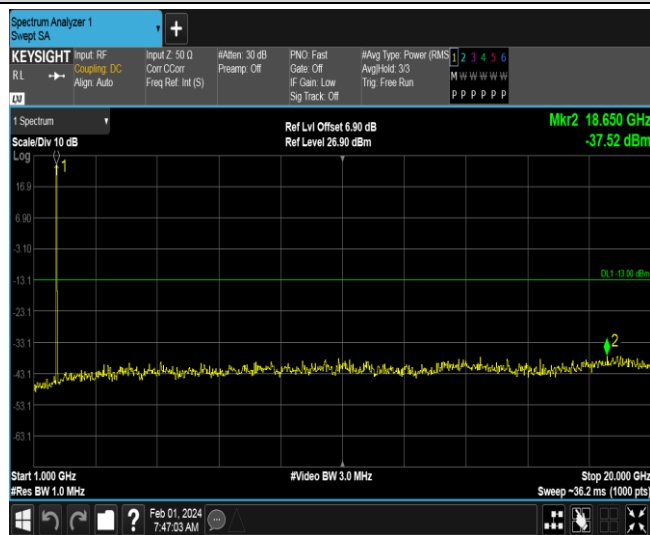 Spectrum Analyzer 1
Swept SA
+
KEYSIGHT Input: RF
RL Coupling: DC
Align: Auto
LXI
Input Z: 50 Ω
Corr CCorr
Freq Ref: Int (S)
#Atten: 30 dB
Preamp: Off
PNO: Fast
Gate: Off
IF Gain: Low
Sig Track: Off
#Avg Type: Power (RMS
Avg|Hold: 3/3
Trig: Free Run
1 2 3 4 5 6
M W W W W W
P P P P P P
1 Spectrum
Scale/Div 10 dB
Ref Lvl Offset 6.90 dB
Ref Level 26.90 dBm
Mkr2 18.650 GHz
-37.52 dBm
Log
1
16.9
6.90
-3.10
-13.1
DL1 -13.00 dBm
-23.1
-33.1
2
-43.1
-53.1
-63.1
Start 1.000 GHz
#Video BW 3.0 MHz
Stop 20.000 GHz
#Res BW 1.0 MHz
Sweep ~36.2 ms (1000 pts)
?
Feb 01, 2024
7:47:03 AM